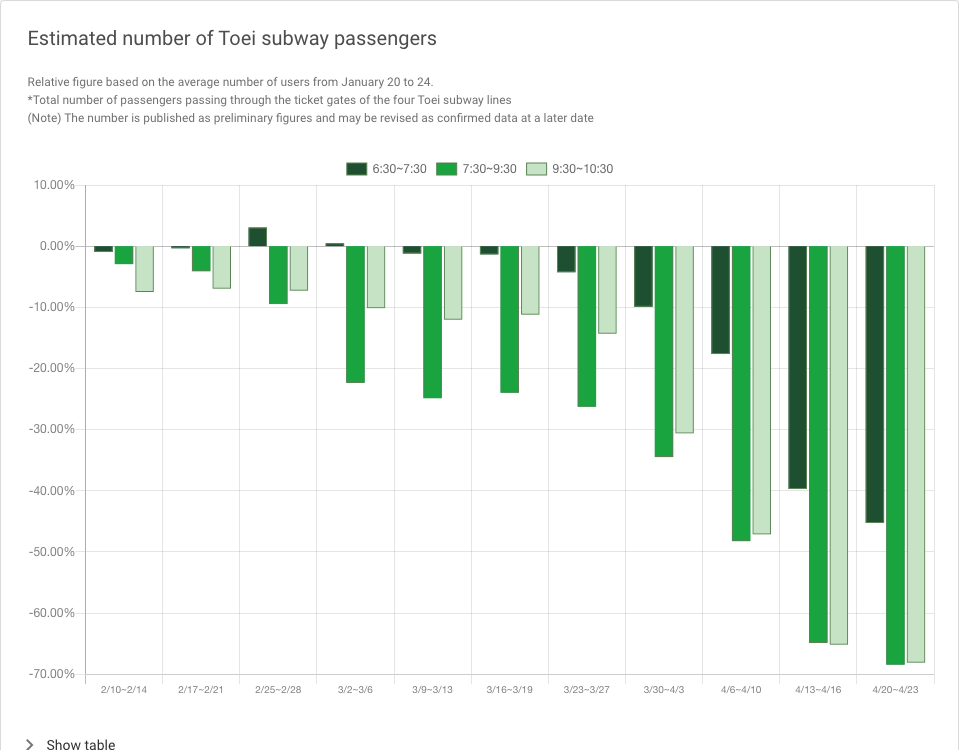 Estimated number of Toei subway passengers
Relative figure based on the average number of users from January 20 to 24.
*Total number of passengers passing through the ticket gates of the four Toei subway lines
(Note) The number is published as preliminary figures and may be revised as confirmed data at a later date
6:30~7:30 7:30~9:30 9:30~10:30
10.00%
0.00%
-10.00%
-20.00%
-30.00%
-40.00%
-50.00%
-60.00%
-70.00%
2/10~2/14 2/17~2/21 2/25~2/28 3/2~3/6 3/9~3/13 3/16~3/19 3/23~3/27 3/30~4/3 4/6~4/10 4/13~4/16 4/20~4/23
Show table